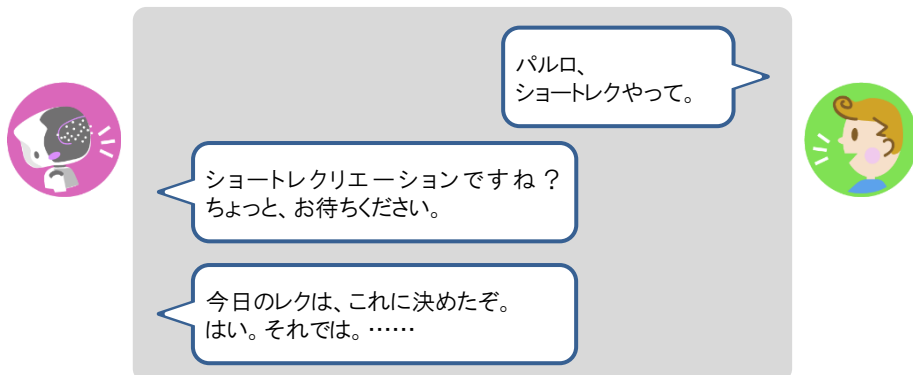 パルロ、
ショートレクやって。
ショートレクリエーションですね？
ちょっと、お待ちください。
今日のレクは、これに決めたぞ。
はい。それでは。……